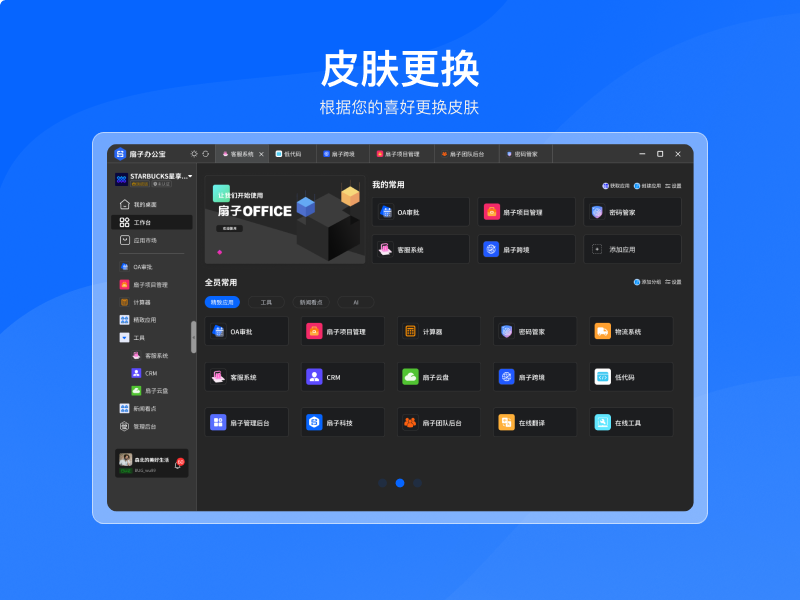 皮肤更换
根据您的喜好更换皮肤
扇子办公宝
客服系统
低代码
扇子跨境
扇子项目管理
扇子团队后台
密码管家
STARBUCKS星享...
我的桌面
工作台
应用市场
OA审批
扇子项目管理
计算器
精致应用
工具
客服系统
CRM
扇子云盘
新闻看点
管理后台
森北的美好生活
让我们开始使用
扇子OFFICE
我的常用
获取应用
创建应用
设置
OA审批
扇子项目管理
密码管家
客服系统
扇子跨境
添加应用
全员常用
添加分组
设置
精致应用
工具
新闻看点
AI
OA审批
扇子项目管理
计算器
密码管家
物流系统
客服系统
CRM
扇子云盘
扇子跨境
低代码
扇子管理后台
扇子科技
扇子团队后台
在线翻译
在线工具